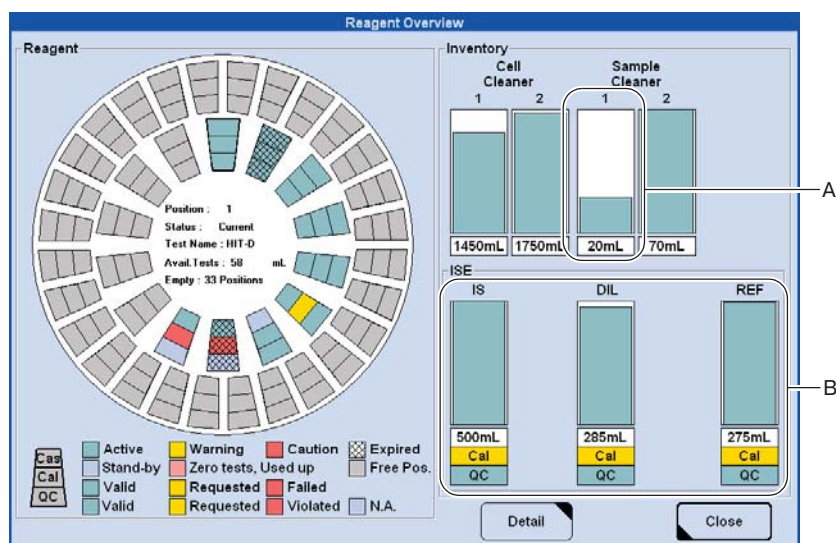 Reagent Overview
Reagent
Position : 1
Status : Current
Test Name : HIT-D
Avail.Tests : 58 mL
Empty : 33 Positions
Cas
Cal
QC
Active Warning Caution Expired
Stand-by Zero tests, Used up Free Pos.
Valid Requested Failed
Valid Requested Violated N.A.
Inventory
Cell Cleaner
1 2
1450mL 1750mL
Sample Cleaner
1 2
20mL 70mL
A
ISE
IS DIL REF
500mL 285mL 275mL
Cal Cal Cal
QC QC QC
B
Detail Close